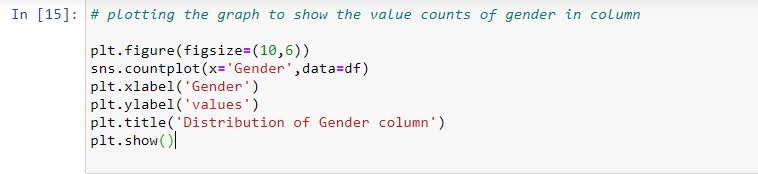 In [15]: # plotting the graph to show the value counts of gender in column
plt.figure(figsize=(10,6))
sns.countplot(x='Gender',data=df)
plt.xlabel('Gender')
plt.ylabel('values')
plt.title('Distribution of Gender column')
plt.show()